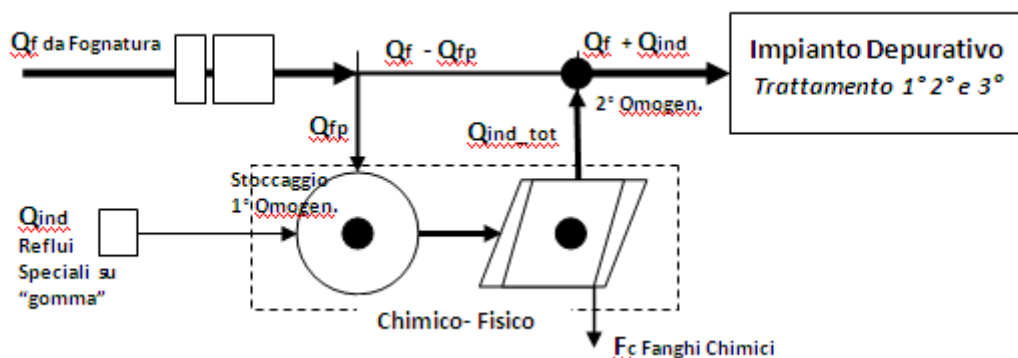 Qf da Fognatura
Qf - Qfp
Qf + Qind
Impianto Depurativo
Trattamento 1° 2° e 3°
2° Omogen.
Qfp
Qind_tot
Stoccaggio
1° Omogen.
Qind
Reflui
Speciali su
“gomma”
Chimico- Fisico
Fc Fanghi Chimici